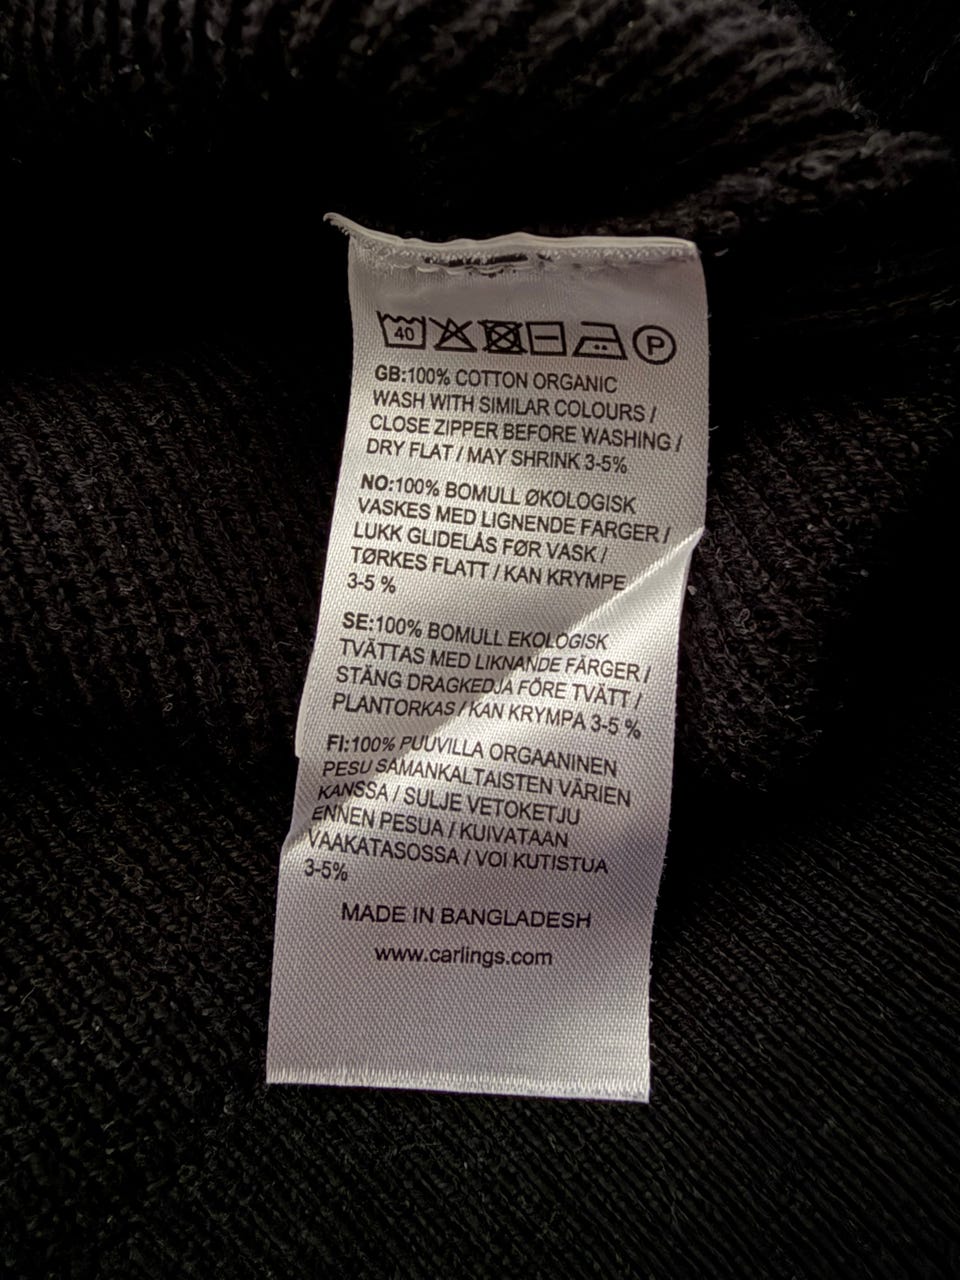 40 P
GB:100% COTTON ORGANIC
WASH WITH SIMILAR COLOURS /
CLOSE ZIPPER BEFORE WASHING /
DRY FLAT / MAY SHRINK 3-5%
NO:100% BOMULL ØKOLOGISK
VASKES MED LIGNENDE FARGER /
LUKK GLIDELÅS FØR VASK /
TØRKES FLATT / KAN KRYMPE
3-5 %
SE:100% BOMULL EKOLOGISK
TVÄTTAS MED LIKNANDE FÄRGER /
STÄNG DRAGKEDJA FÖRE TVÄTT /
PLANTORKAS / KAN KRYMPA 3-5 %
FI:100% PUUVILLA ORGAANINEN
PESU SAMANKALTAISTEN VÄRIEN
KANSSA / SULJE VETOKETJU
ENNEN PESUA / KUIVATAAN
VAAKATASOSSA / VOI KUTISTUA
3-5%
MADE IN BANGLADESH
www.carlings.com